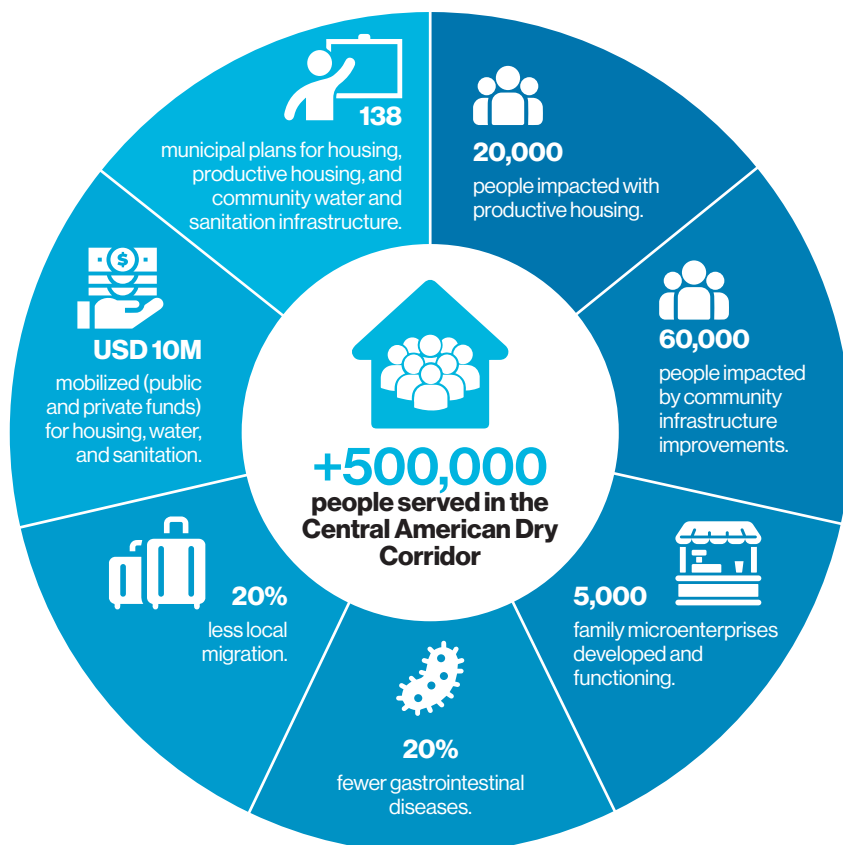 138
municipal plans for housing,
productive housing, and
community water and
sanitation infrastructure.
20,000
people impacted with
productive housing.
60,000
people impacted
by community
infrastructure
improvements.
5,000
family microenterprises
developed and
functioning.
20%
fewer gastrointestinal
diseases.
20%
less local
migration.
USD 10M
mobilized (public
and private funds)
for housing, water,
and sanitation.
$
+500,000
people served in the
Central American Dry
Corridor